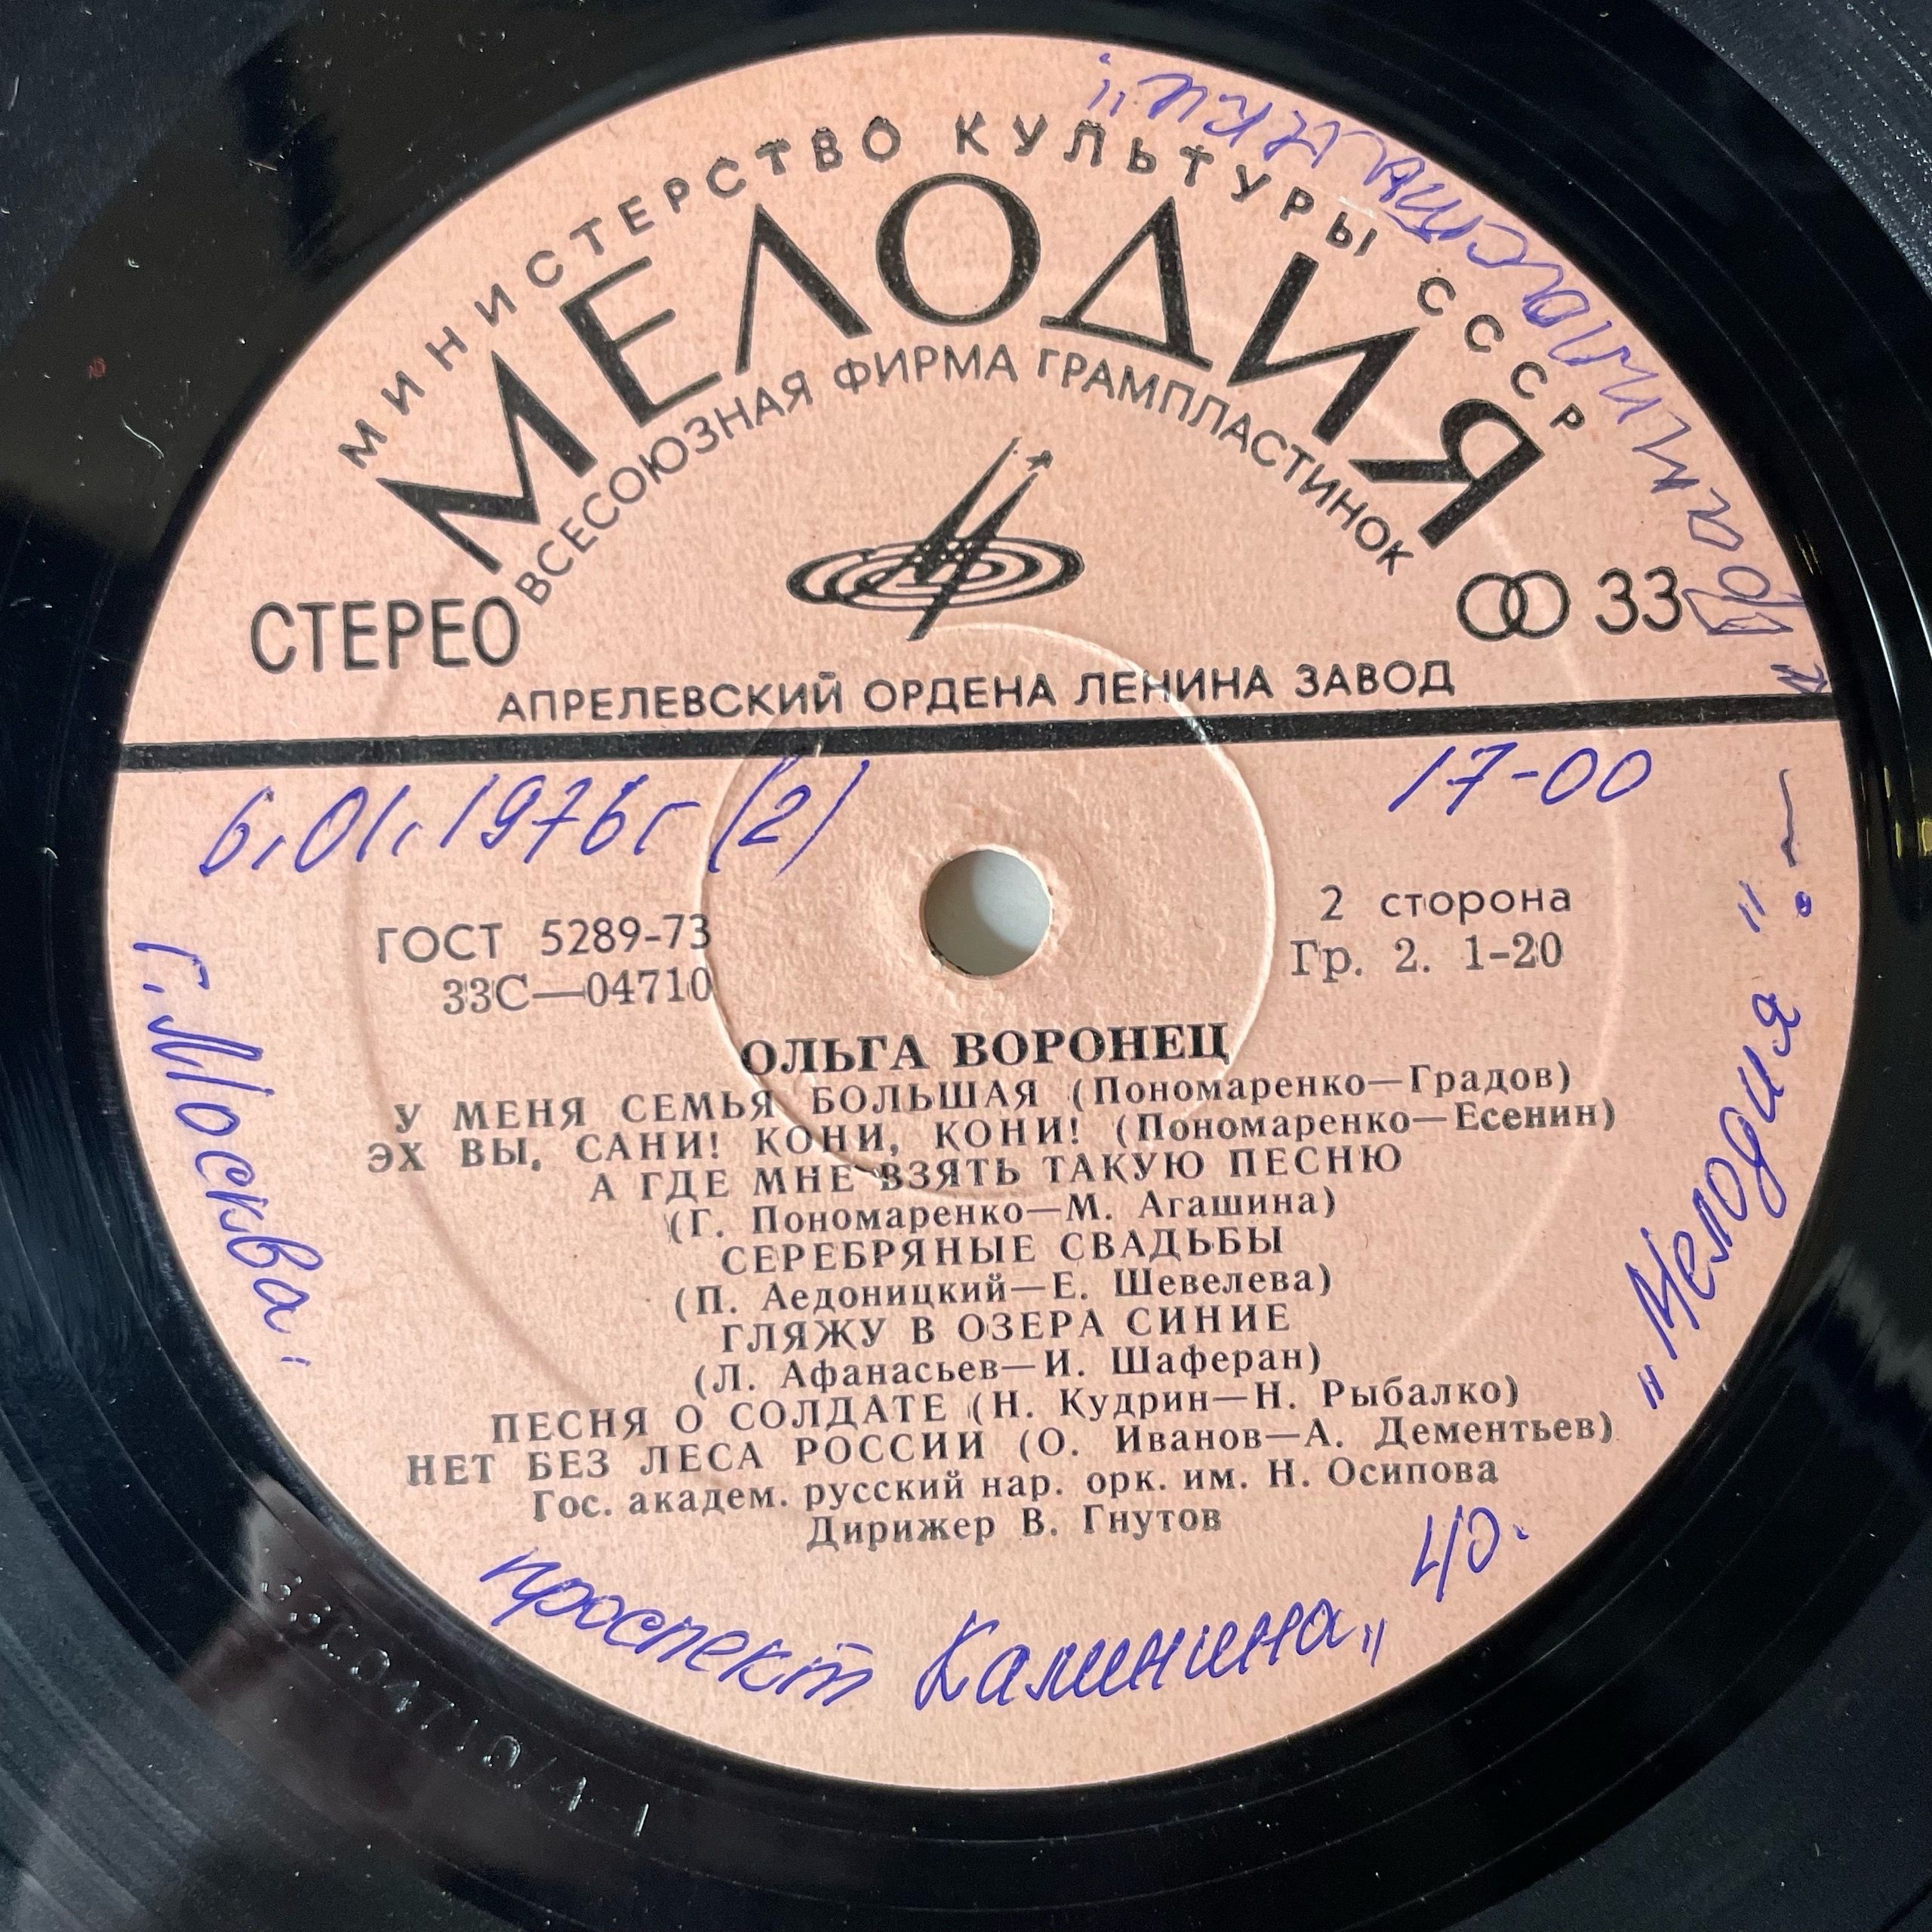 МИНИСТЕРСТВО КУЛЬТУРЫ СССР
МЕЛОДИЯ
ВСЕСОЮЗНАЯ ФИРМА ГРАМПЛАСТИНОК
СТЕРЕО
33
АПРЕЛЕВСКИЙ ОРДЕНА ЛЕНИНА ЗАВОД
6.01.1976г (2)
17-00
ГОСТ 5289-73
33С—04710
2 сторона
Гр. 2. 1-20
ОЛЬГА ВОРОНЕЦ
У МЕНЯ СЕМЬЯ БОЛЬШАЯ (Пономаренко—Градов)
ЭХ ВЫ, САНИ! КОНИ, КОНИ! (Пономаренко—Есенин)
А ГДЕ МНЕ ВЗЯТЬ ТАКУЮ ПЕСНЮ
(Г. Пономаренко—М. Агашина)
СЕРЕБРЯНЫЕ СВАДЬБЫ
(П. Аедоницкий—Е. Шевелева)
ГЛЯЖУ В ОЗЕРА СИНИЕ
(Л. Афанасьев—И. Шаферан)
ПЕСНЯ О СОЛДАТЕ (Н. Кудрин—Н. Рыбалко)
НЕТ БЕЗ ЛЕСА РОССИИ (О. Иванов—А. Дементьев)
Гос. академ. русский нар. орк. им. Н. Осипова
Дирижер В. Гнутов
г. Москва
проспект Калинина„ 40.
„Мелодия"